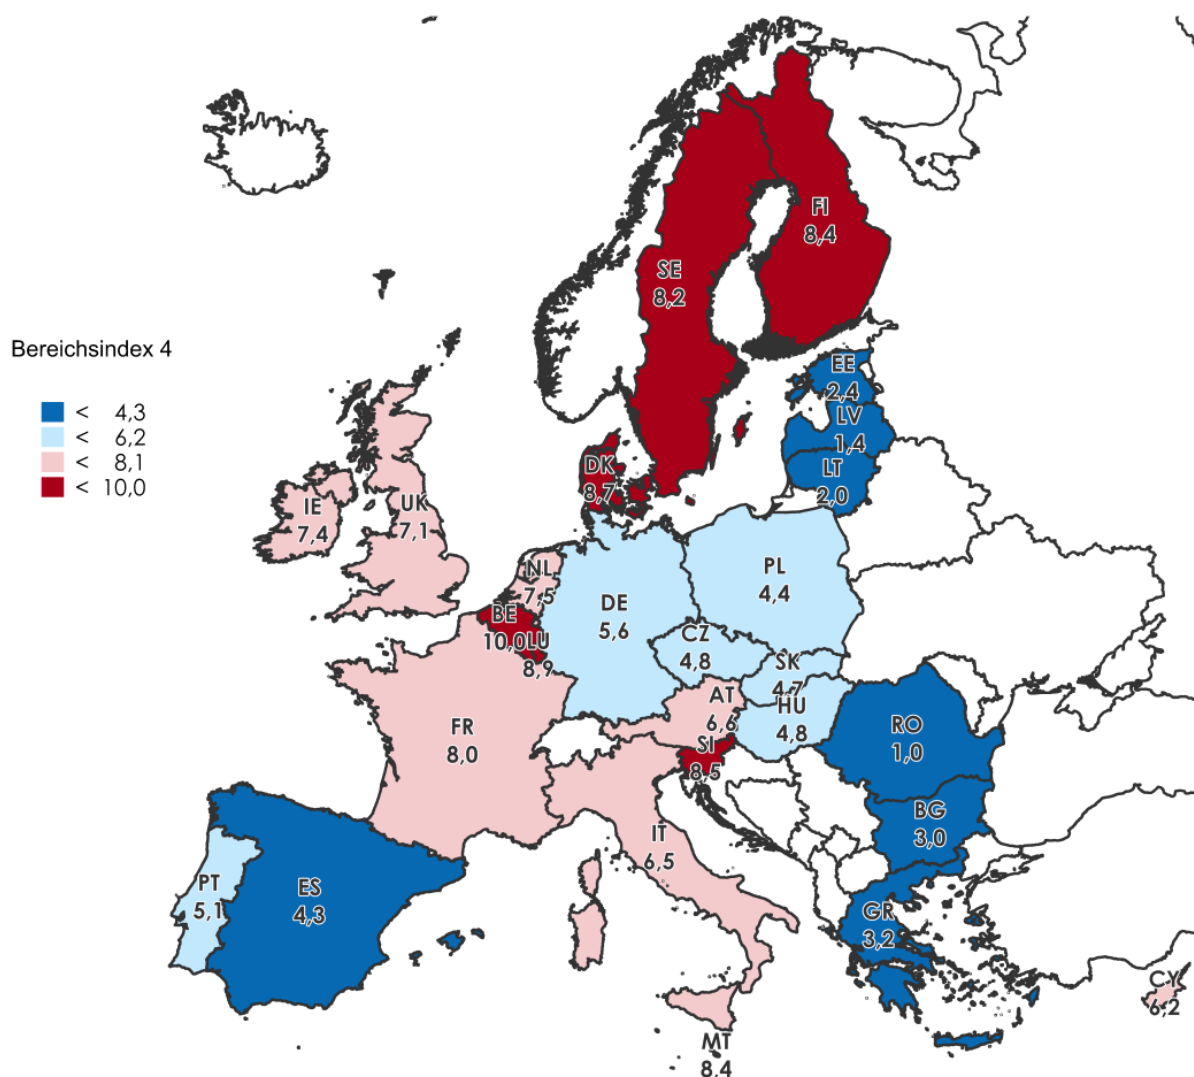 Bereichsindex 4
< 4,3
< 6,2
< 8,1
< 10,0
FI
8,4
SE
8,2
EE
2,4
LV
1,4
LT
2,0
DK
8,7
IE
7,4
UK
7,1
NL
7,5
BE
10,0
LU
8,9
DE
5,6
PL
4,4
CZ
4,8
SK
4,7
AT
6,6
HU
4,8
SI
8,5
FR
8,0
RO
1,0
BG
3,0
IT
6,5
PT
5,1
ES
4,3
GR
3,2
CY
6,2
MT
8,4